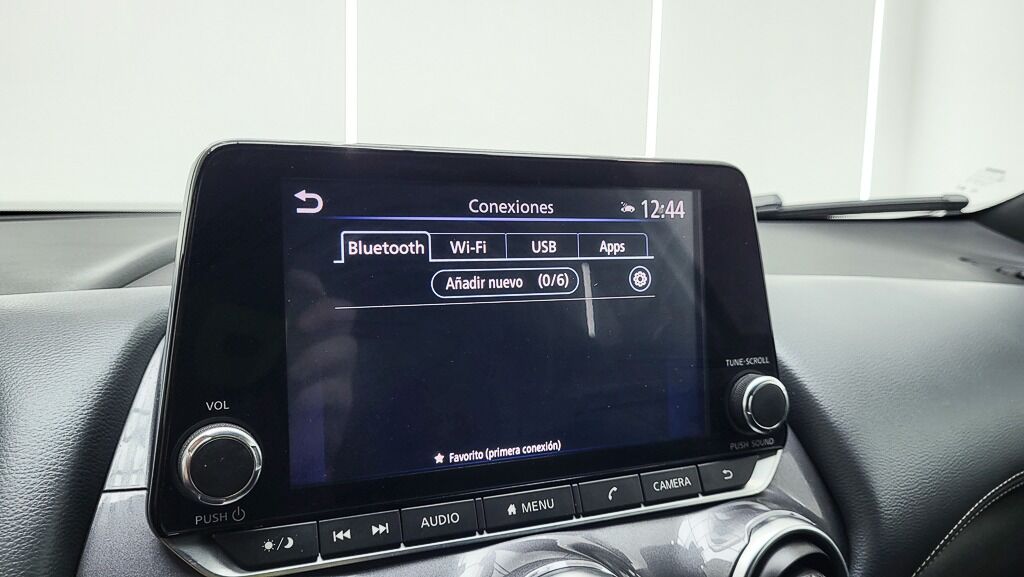 Conexiones 12:44
Bluetooth Wi-Fi USB Apps
Añadir nuevo (0/6)
★ Favorito (primera conexión)
TUNE·SCROLL
VOL
PUSH SOUND
PUSH
AUDIO MENU CAMERA